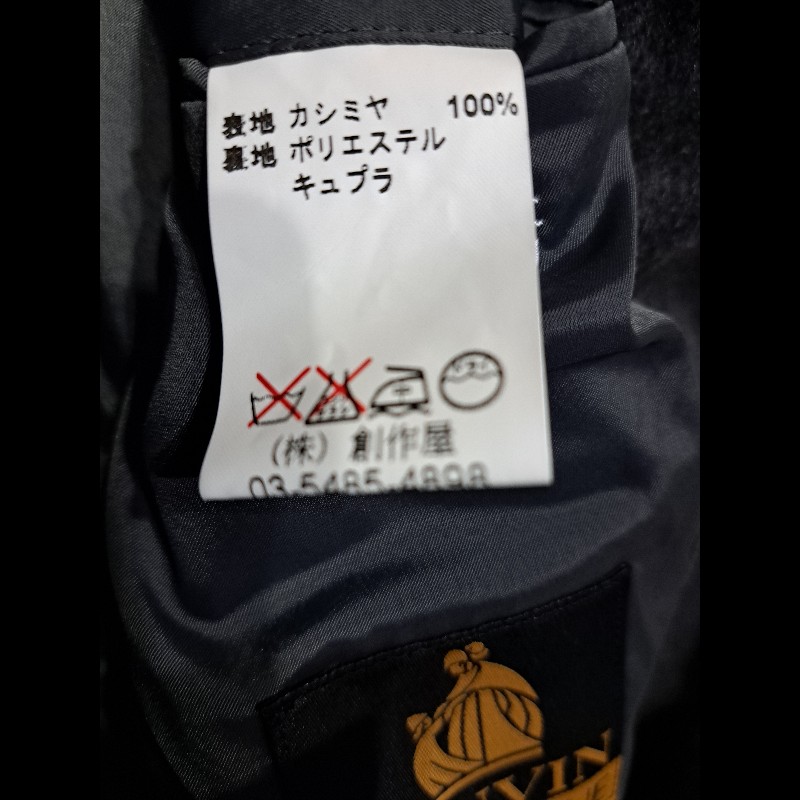 表地 カシミヤ 100%
裏地 ポリエステル
キュプラ
(株) 創作屋
03-5485-4898